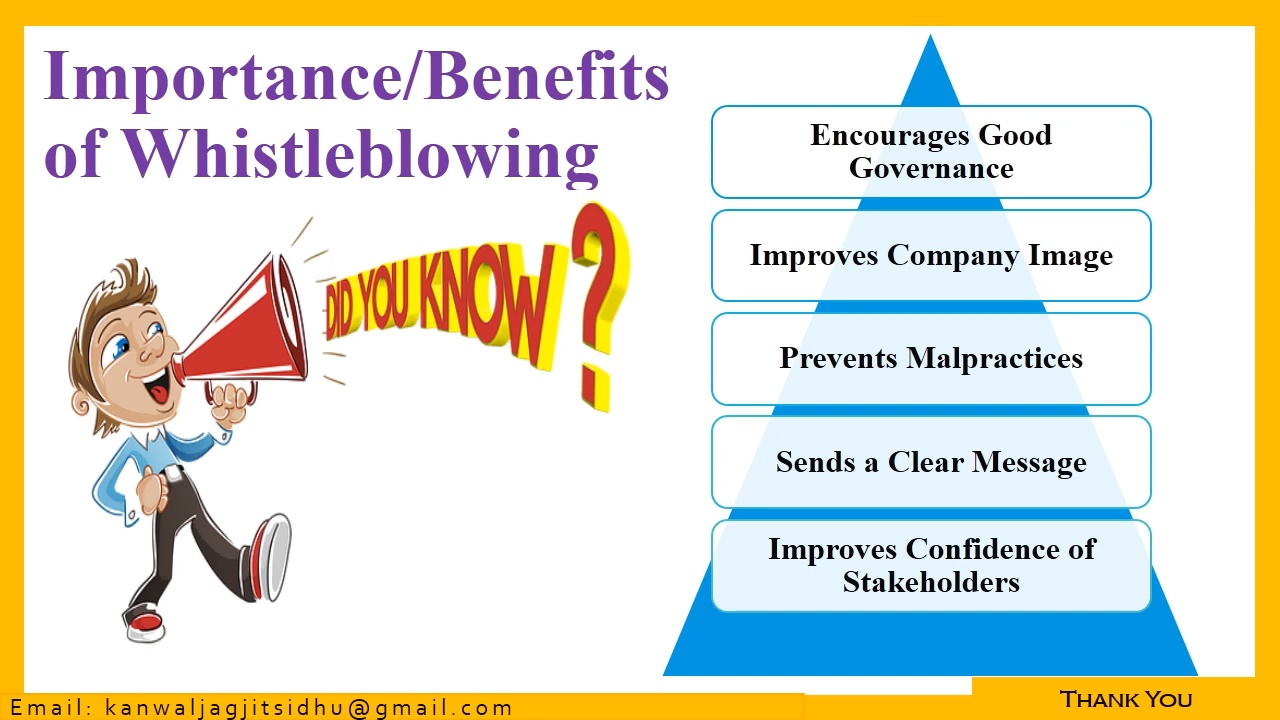 Importance/Benefits
of Whistleblowing
DID YOU KNOW?
Encourages Good
Governance
Improves Company Image
Prevents Malpractices
Sends a Clear Message
Improves Confidence of
Stakeholders
Email: kanwaljagjitsidhu@gmail.com
THANK YOU